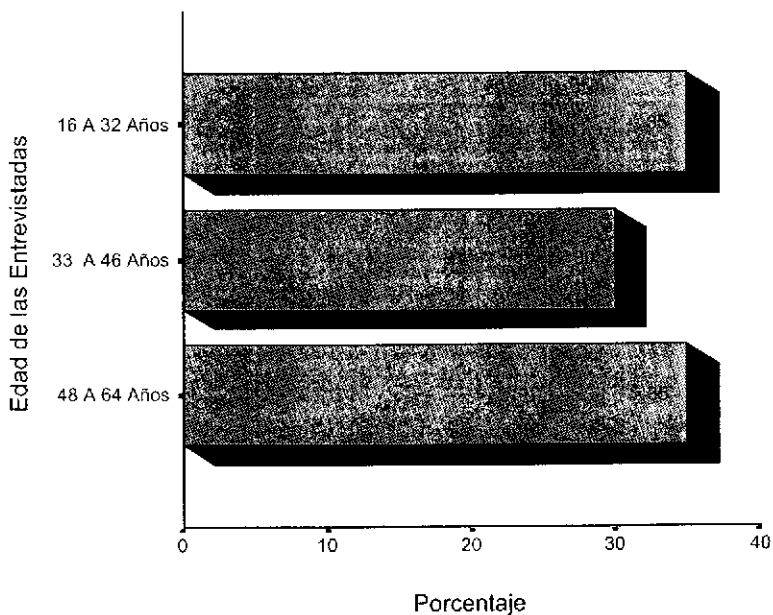 Edad de las Entrevistadas
16 A 32 Años
35
33 A 46 Años
48 A 64 Años
0 10 20 30 40
Porcentaje